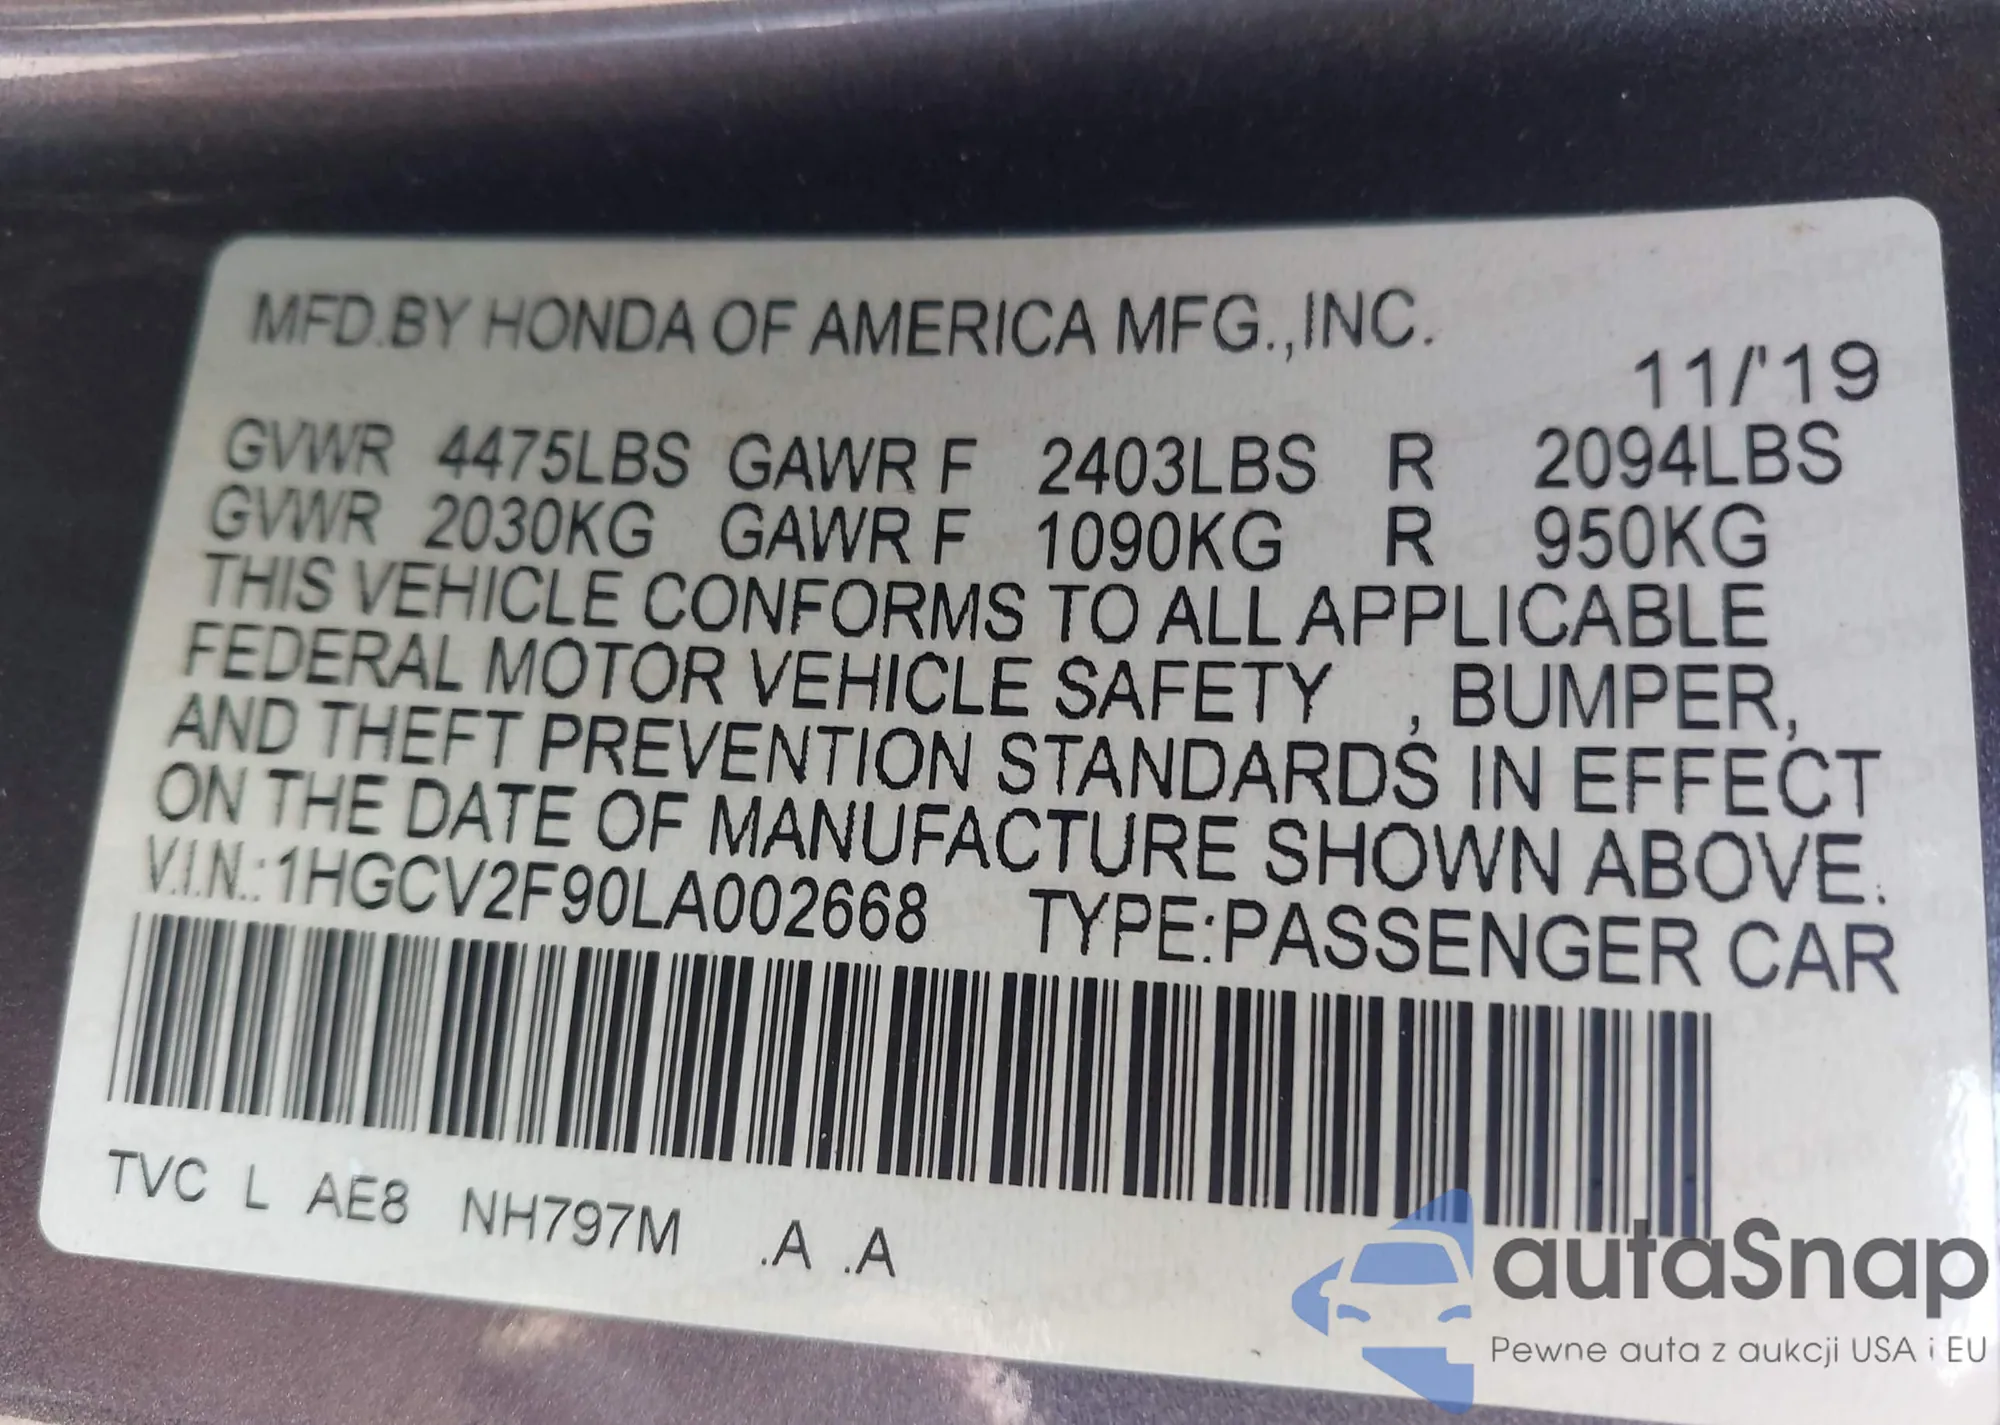 MFD.BY HONDA OF AMERICA MFG.,INC.
11/'19
GVWR 4475LBS GAWR F 2403LBS R 2094LBS
GVWR 2030KG GAWR F 1090KG R 950KG
THIS VEHICLE CONFORMS TO ALL APPLICABLE
FEDERAL MOTOR VEHICLE SAFETY , BUMPER,
AND THEFT PREVENTION STANDARDS IN EFFECT
ON THE DATE OF MANUFACTURE SHOWN ABOVE.
V.I.N.:1HGCV2F90LA002668 TYPE:PASSENGER CAR
TVC L AE8 NH797M .A .A
autaSnap
Pewne auta z aukcji USA i EU